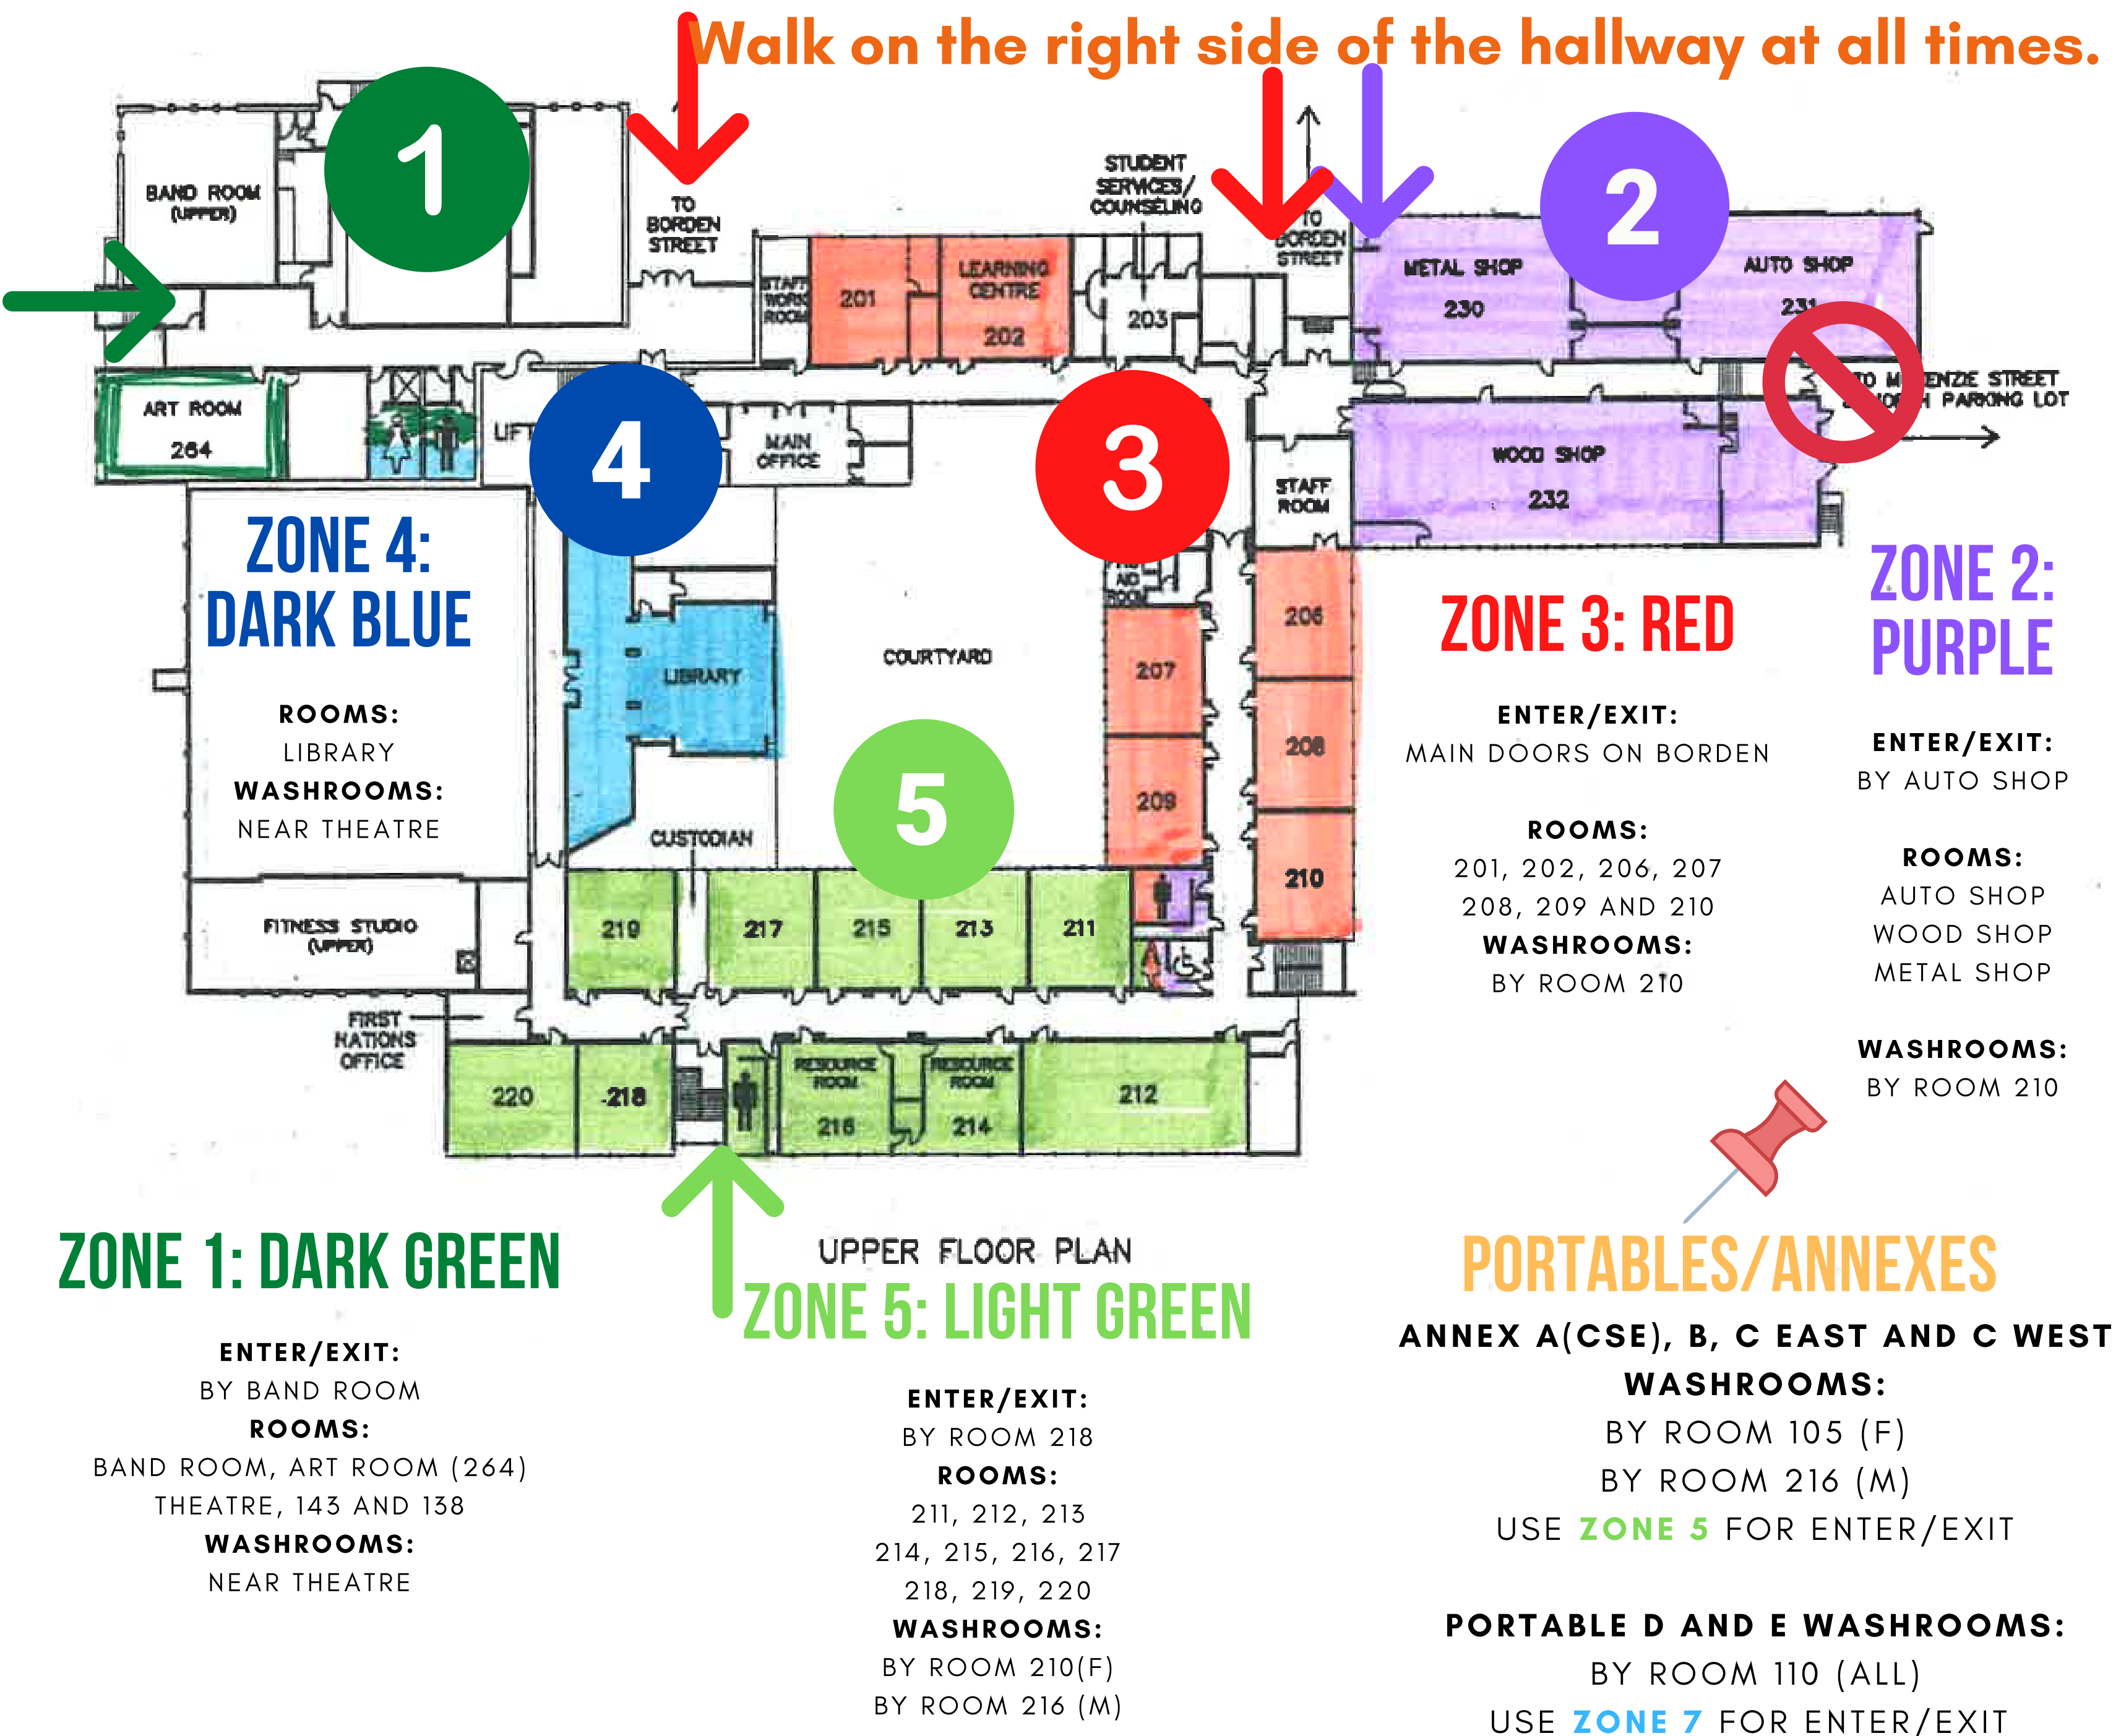 Walk on the right side of the hallway at all times.
1
2
BAND ROOM
(UPPER)
TO
BORDEN
STREET
STUDENT
SERVICES/
COUNSELING
TO
BORDEN
STREET
STAFF
WORK
ROOM
201
LEARNING
CENTRE
202
203
METAL SHOP
230
AUTO SHOP
231
ART ROOM
264
LIFT
4
MAIN
OFFICE
3
STAFF
ROOM
WOOD SHOP
232
STREET
PARKING LOT
ZONE 4:
DARK BLUE
ROOMS:
LIBRARY
WASHROOMS:
NEAR THEATRE
LIBRARY
COURTYARD
AID
ROOM
206
207
208
209
210
ZONE 3: RED
ENTER/EXIT:
MAIN DOORS ON BORDEN
ROOMS:
201, 202, 206, 207
208, 209 AND 210
WASHROOMS:
BY ROOM 210
ZONE 2:
PURPLE
ENTER/EXIT:
BY AUTO SHOP
ROOMS:
AUTO SHOP
WOOD SHOP
METAL SHOP
WASHROOMS:
BY ROOM 210
5
CUSTODIAN
FITNESS STUDIO
(UPPER)
219
217
215
213
211
FIRST
NATIONS
OFFICE
220
218
RESOURCE
ROOM
216
RESOURCE
ROOM
214
212
UPPER FLOOR PLAN
ZONE 1: DARK GREEN
ENTER/EXIT:
BY BAND ROOM
ROOMS:
BAND ROOM, ART ROOM (264)
THEATRE, 143 AND 138
WASHROOMS:
NEAR THEATRE
ZONE 5: LIGHT GREEN
ENTER/EXIT:
BY ROOM 218
ROOMS:
211, 212, 213
214, 215, 216, 217
218, 219, 220
WASHROOMS:
BY ROOM 210(F)
BY ROOM 216 (M)
PORTABLES/ANNEXES
ANNEX A(CSE), B, C EAST AND C WEST
WASHROOMS:
BY ROOM 105 (F)
BY ROOM 216 (M)
USE ZONE 5 FOR ENTER/EXIT
PORTABLE D AND E WASHROOMS:
BY ROOM 110 (ALL)
USE ZONE 7 FOR ENTER/EXIT